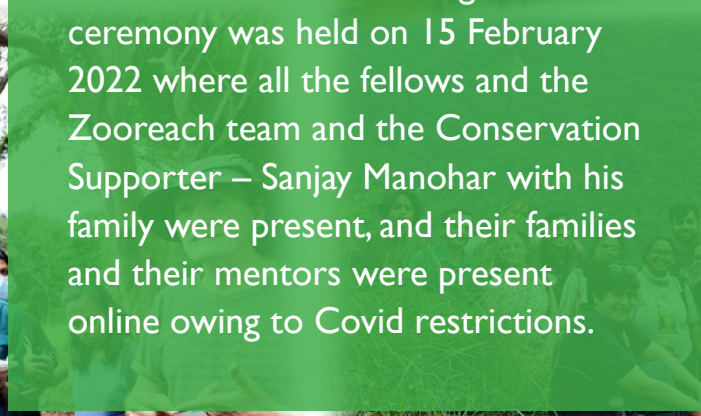 ceremony was held on 15 February
2022 where all the fellows and the
Zooreach team and the Conservation
Supporter – Sanjay Manohar with his
family were present, and their families
and their mentors were present
online owing to Covid restrictions.